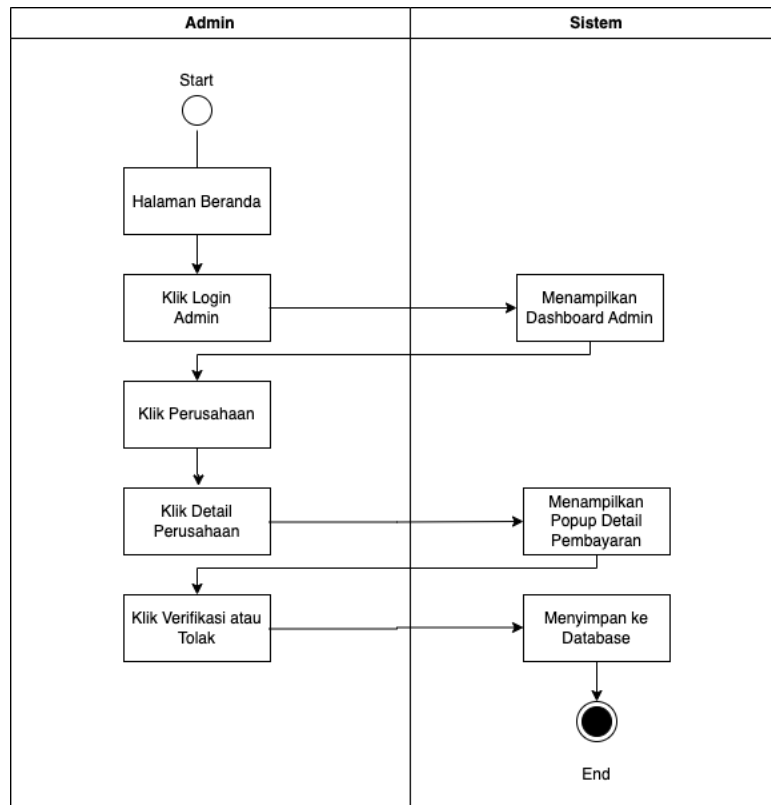 Admin
Sistem
Start
Halaman Beranda
Klik Login
Admin
Menampilkan
Dashboard Admin
Klik Perusahaan
Klik Detail
Perusahaan
Menampilkan
Popup Detail
Pembayaran
Klik Verifikasi atau
Tolak
Menyimpan ke
Database
End